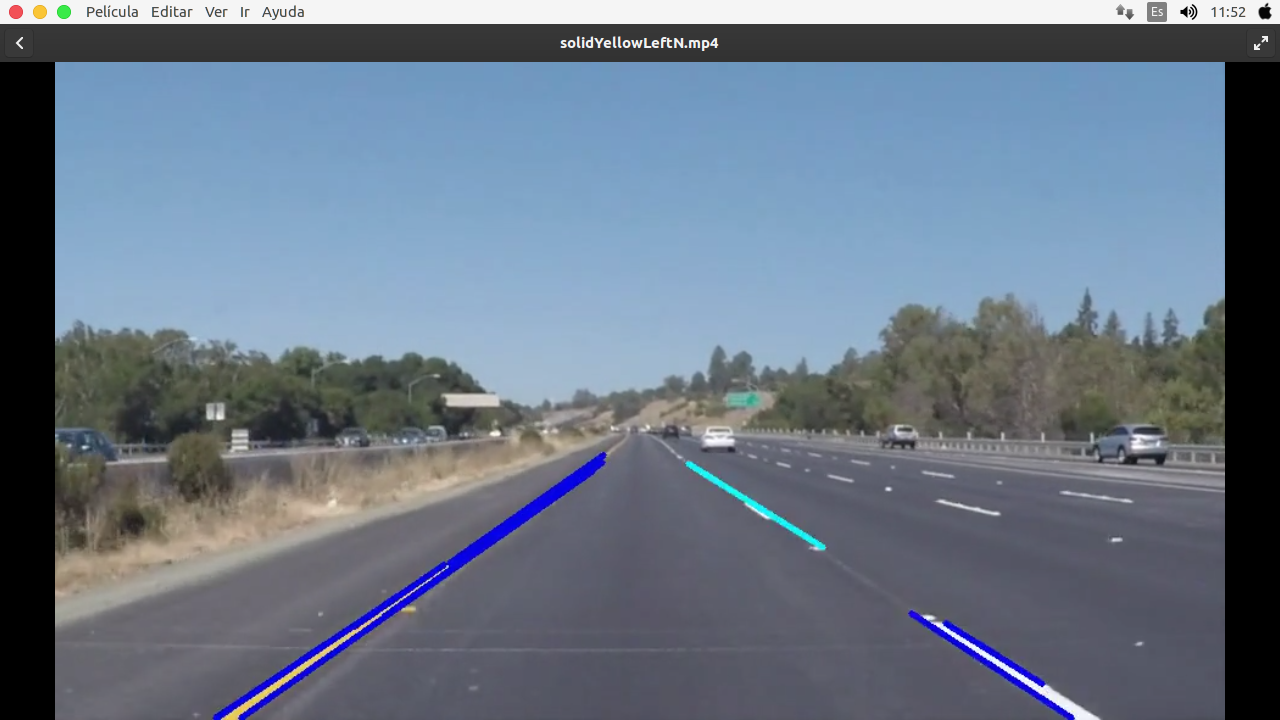 Película Editar Ver Ir Ayuda Es 11:52
solidYellowLeftN.mp4